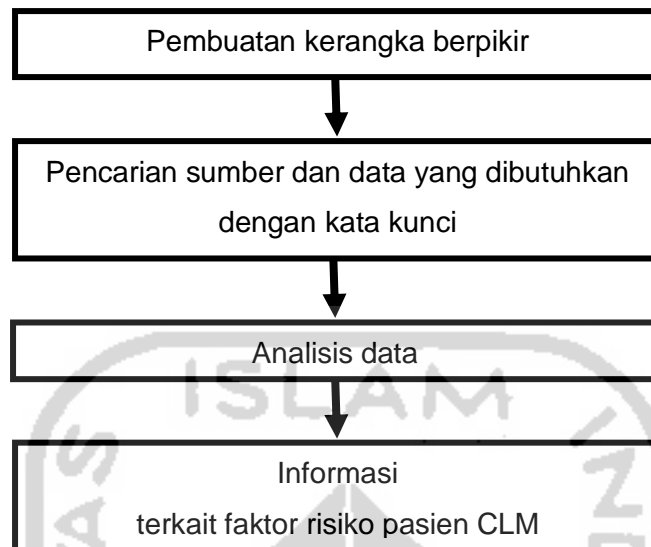 Pembuatan kerangka berpikir
Pencarian sumber dan data yang dibutuhkan
dengan kata kunci
Analisis data
ISLAM
Informasi
terkait faktor risiko pasien CLM